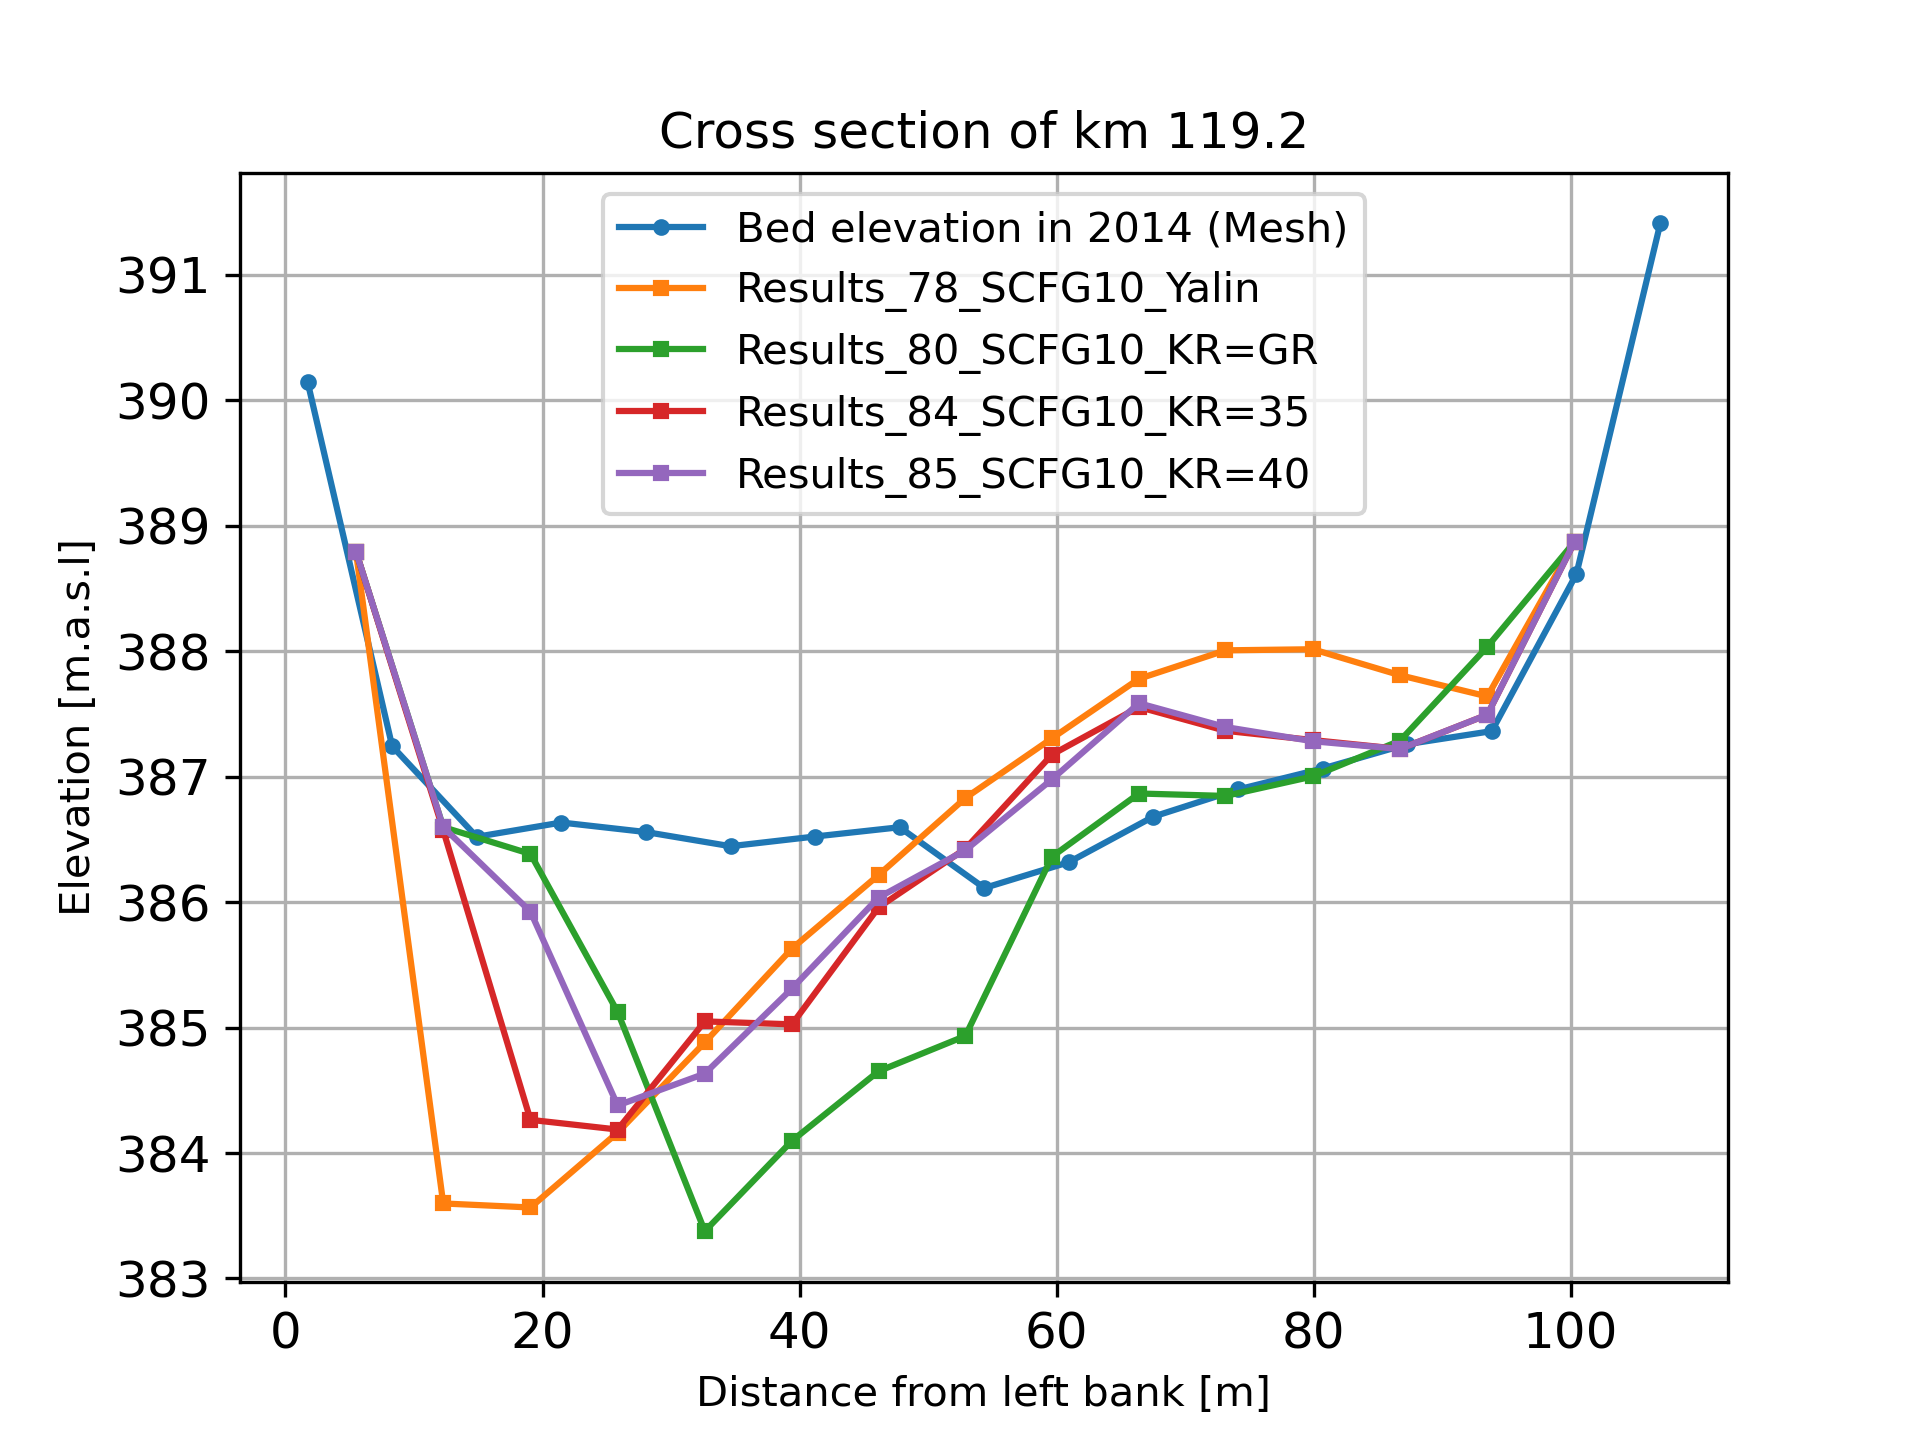 Cross section of km 119.2
Bed elevation in 2014 (Mesh)
Results_78_SCFG10_Yalin
Results_80_SCFG10_KR=GR
Results_84_SCFG10_KR=35
Results_85_SCFG10_KR=40
391
390
389
388
387
386
385
384
383
Elevation [m.a.s.l]
0 20 40 60 80 100
Distance from left bank [m]